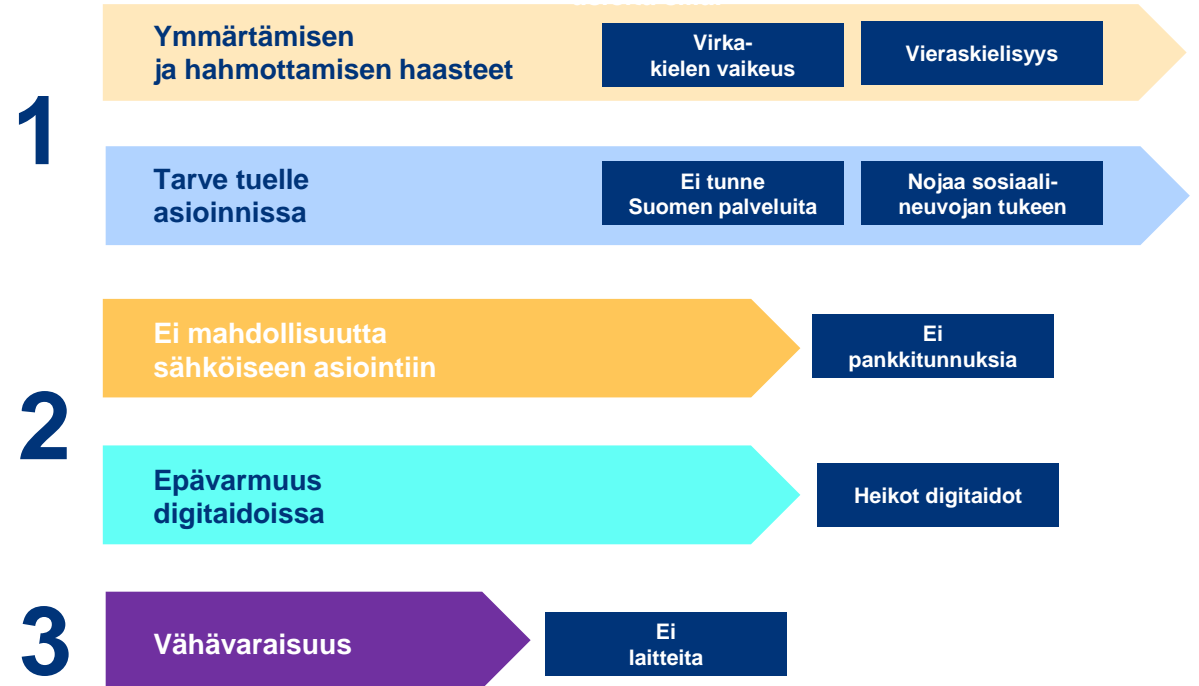 Ymmärtämisen
ja hahmottamisen haasteet
Virka-
kielen vaikeus
Vieraskielisyys
1
Tarve tuelle
asioinnissa
Ei tunne
Suomen palveluita
Nojaa sosiaali-
neuvojan tukeen
Ei mahdollisuutta
sähköiseen asiointiin
Ei
pankkitunnuksia
2
Epävarmuus
digitaidoissa
Heikot digitaidot
3
Vähävaraisuus
Ei
laitteita